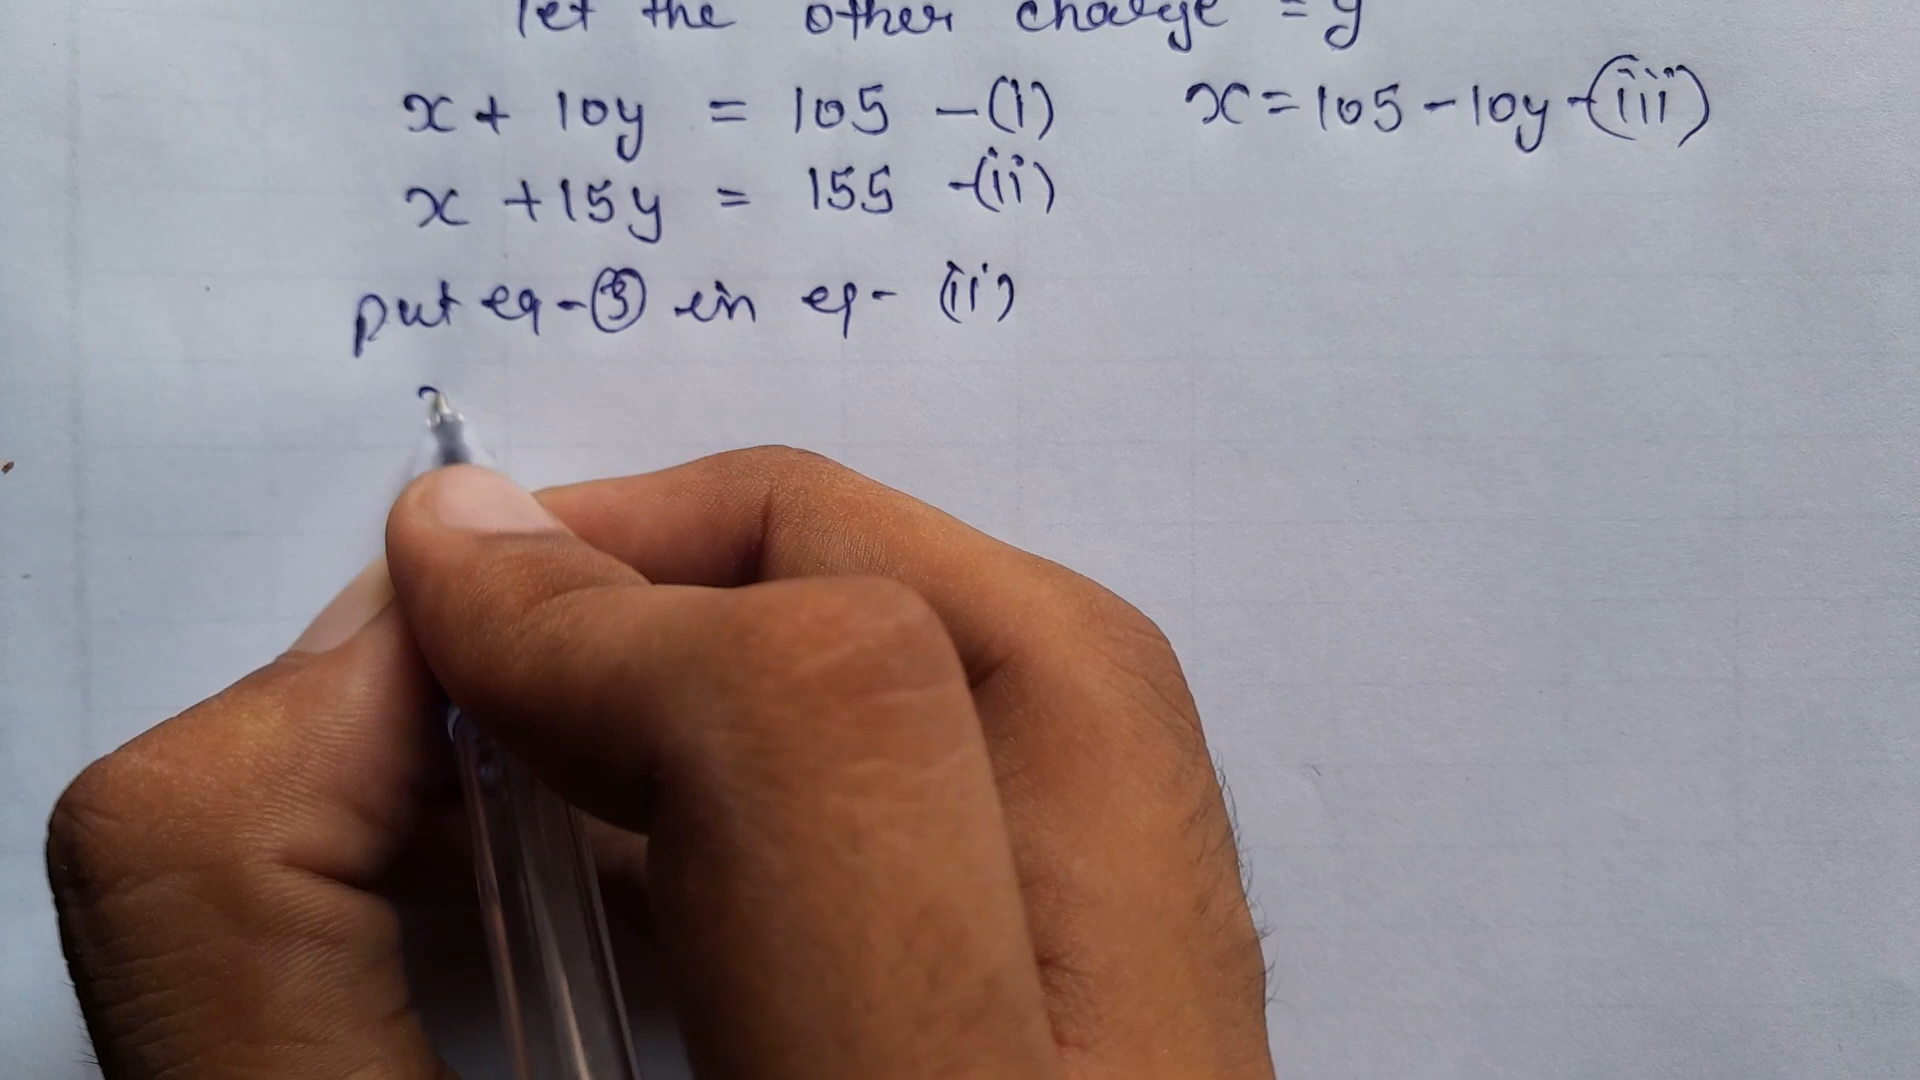 let the other charge = y
x + 10y = 105 -(i) x = 105 - 10y -(iii)
x + 15y = 155 -(ii)
put eq - (3) in eq - (ii)